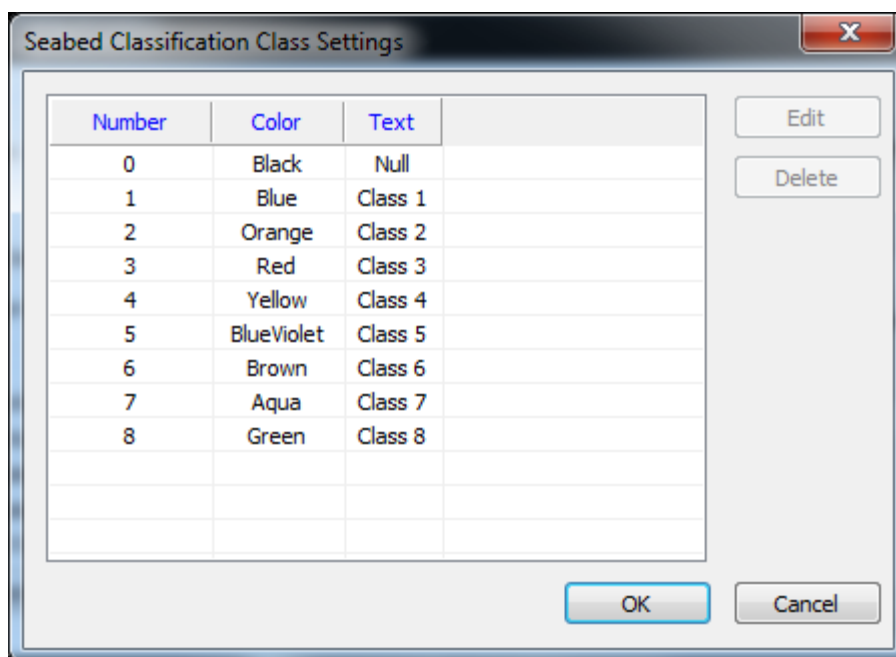 Seabed Classification Class Settings
Number Color Text
0 Black Null
1 Blue Class 1
2 Orange Class 2
3 Red Class 3
4 Yellow Class 4
5 BlueViolet Class 5
6 Brown Class 6
7 Aqua Class 7
8 Green Class 8
Edit
Delete
OK Cancel